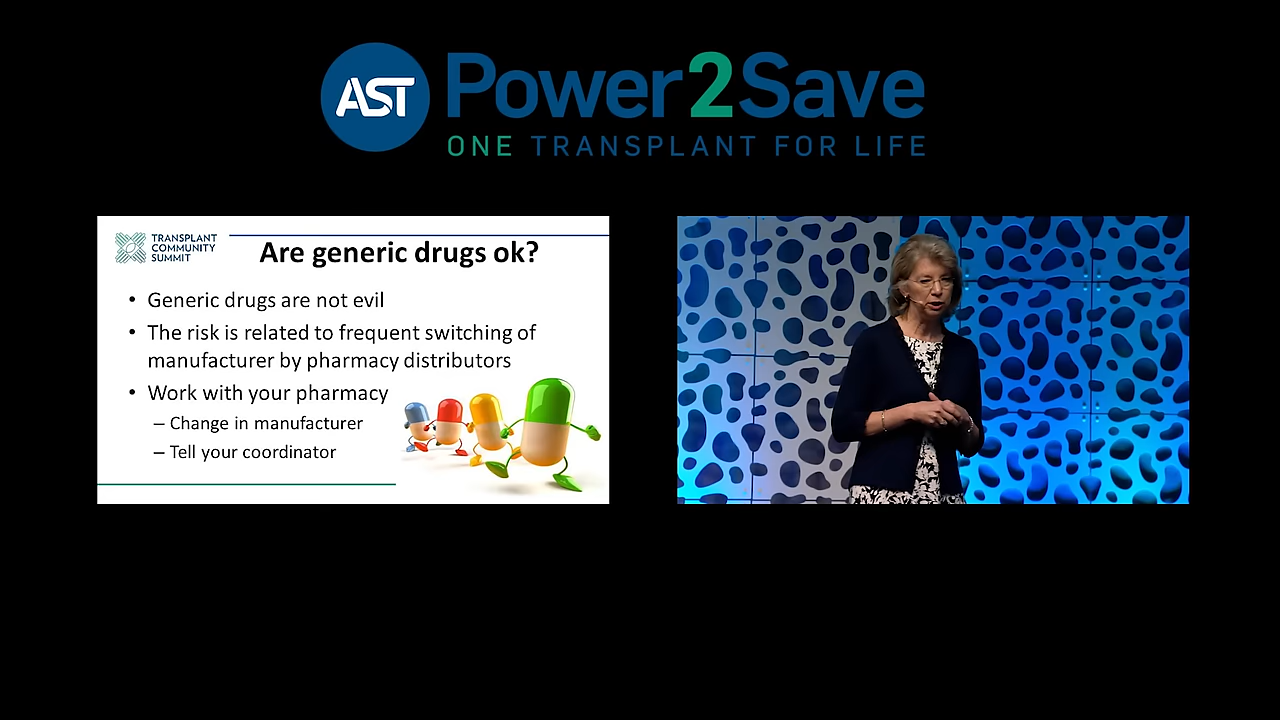 AST Power2Save
ONE TRANSPLANT FOR LIFE
TRANSPLANT
COMMUNITY
SUMMIT
Are generic drugs ok?
• Generic drugs are not evil
• The risk is related to frequent switching of
manufacturer by pharmacy distributors
• Work with your pharmacy
– Change in manufacturer
– Tell your coordinator